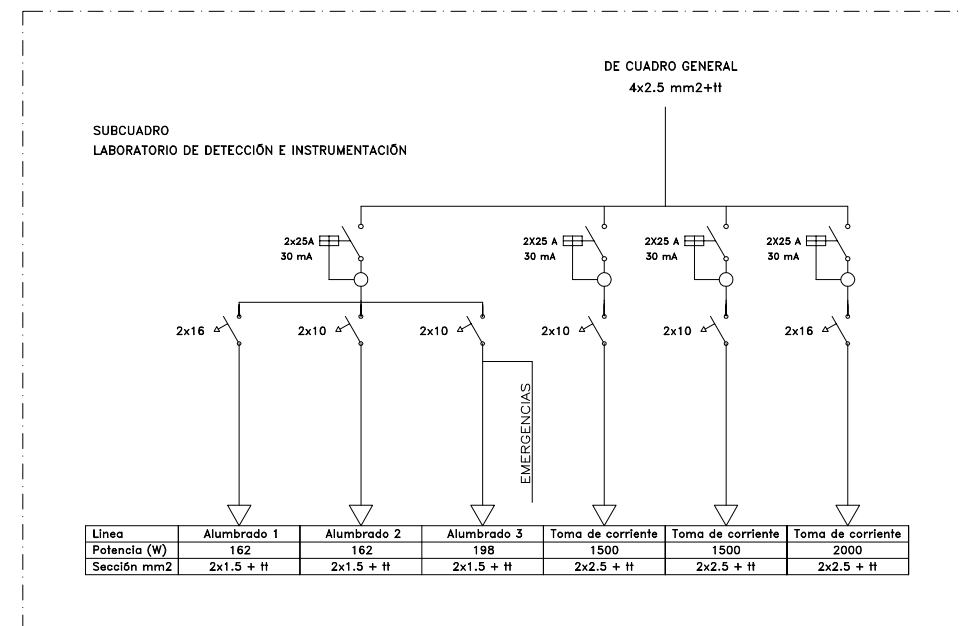 DE CUADRO GENERAL
4x2.5 mm2+tt
SUBCUADRO
LABORATORIO DE DETECCIÓN E INSTRUMENTACIÓN
2x25A
30 mA
2X25 A
30 mA
2X25 A
30 mA
2X25 A
30 mA
2x16
2x10
2x10
2x10
2x10
2x16
EMERGENCIAS
Linea Alumbrado 1 Alumbrado 2 Alumbrado 3 Toma de corriente Toma de corriente Toma de corriente
Potencia (W) 162 162 198 1500 1500 2000
Sección mm2 2x1.5 + tt 2x1.5 + tt 2x1.5 + tt 2x2.5 + tt 2x2.5 + tt 2x2.5 + tt